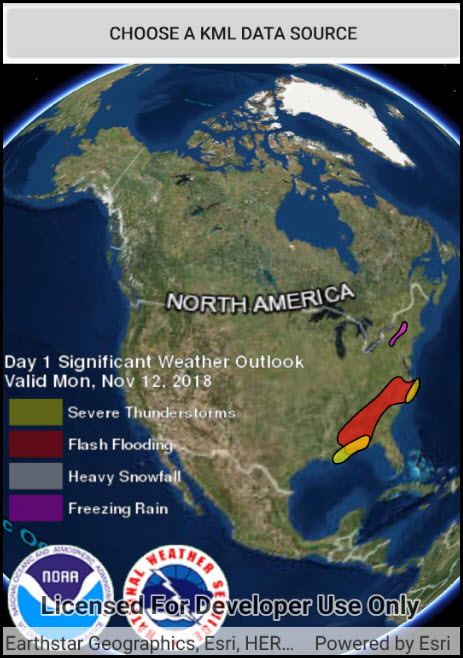 CHOOSE A KML DATA SOURCE
NORTH AMERICA
Day 1 Significant Weather Outlook
Valid Mon, Nov 12, 2018
Severe Thunderstorms
Flash Flooding
Heavy Snowfall
Freezing Rain
NATIONAL OCEANIC AND ATMOSPHERIC ADMINISTRATION
NOAA
NATIONAL WEATHER SERVICE
Licensed For Developer Use Only
Earthstar Geographics, Esri, HER... Powered by Esri